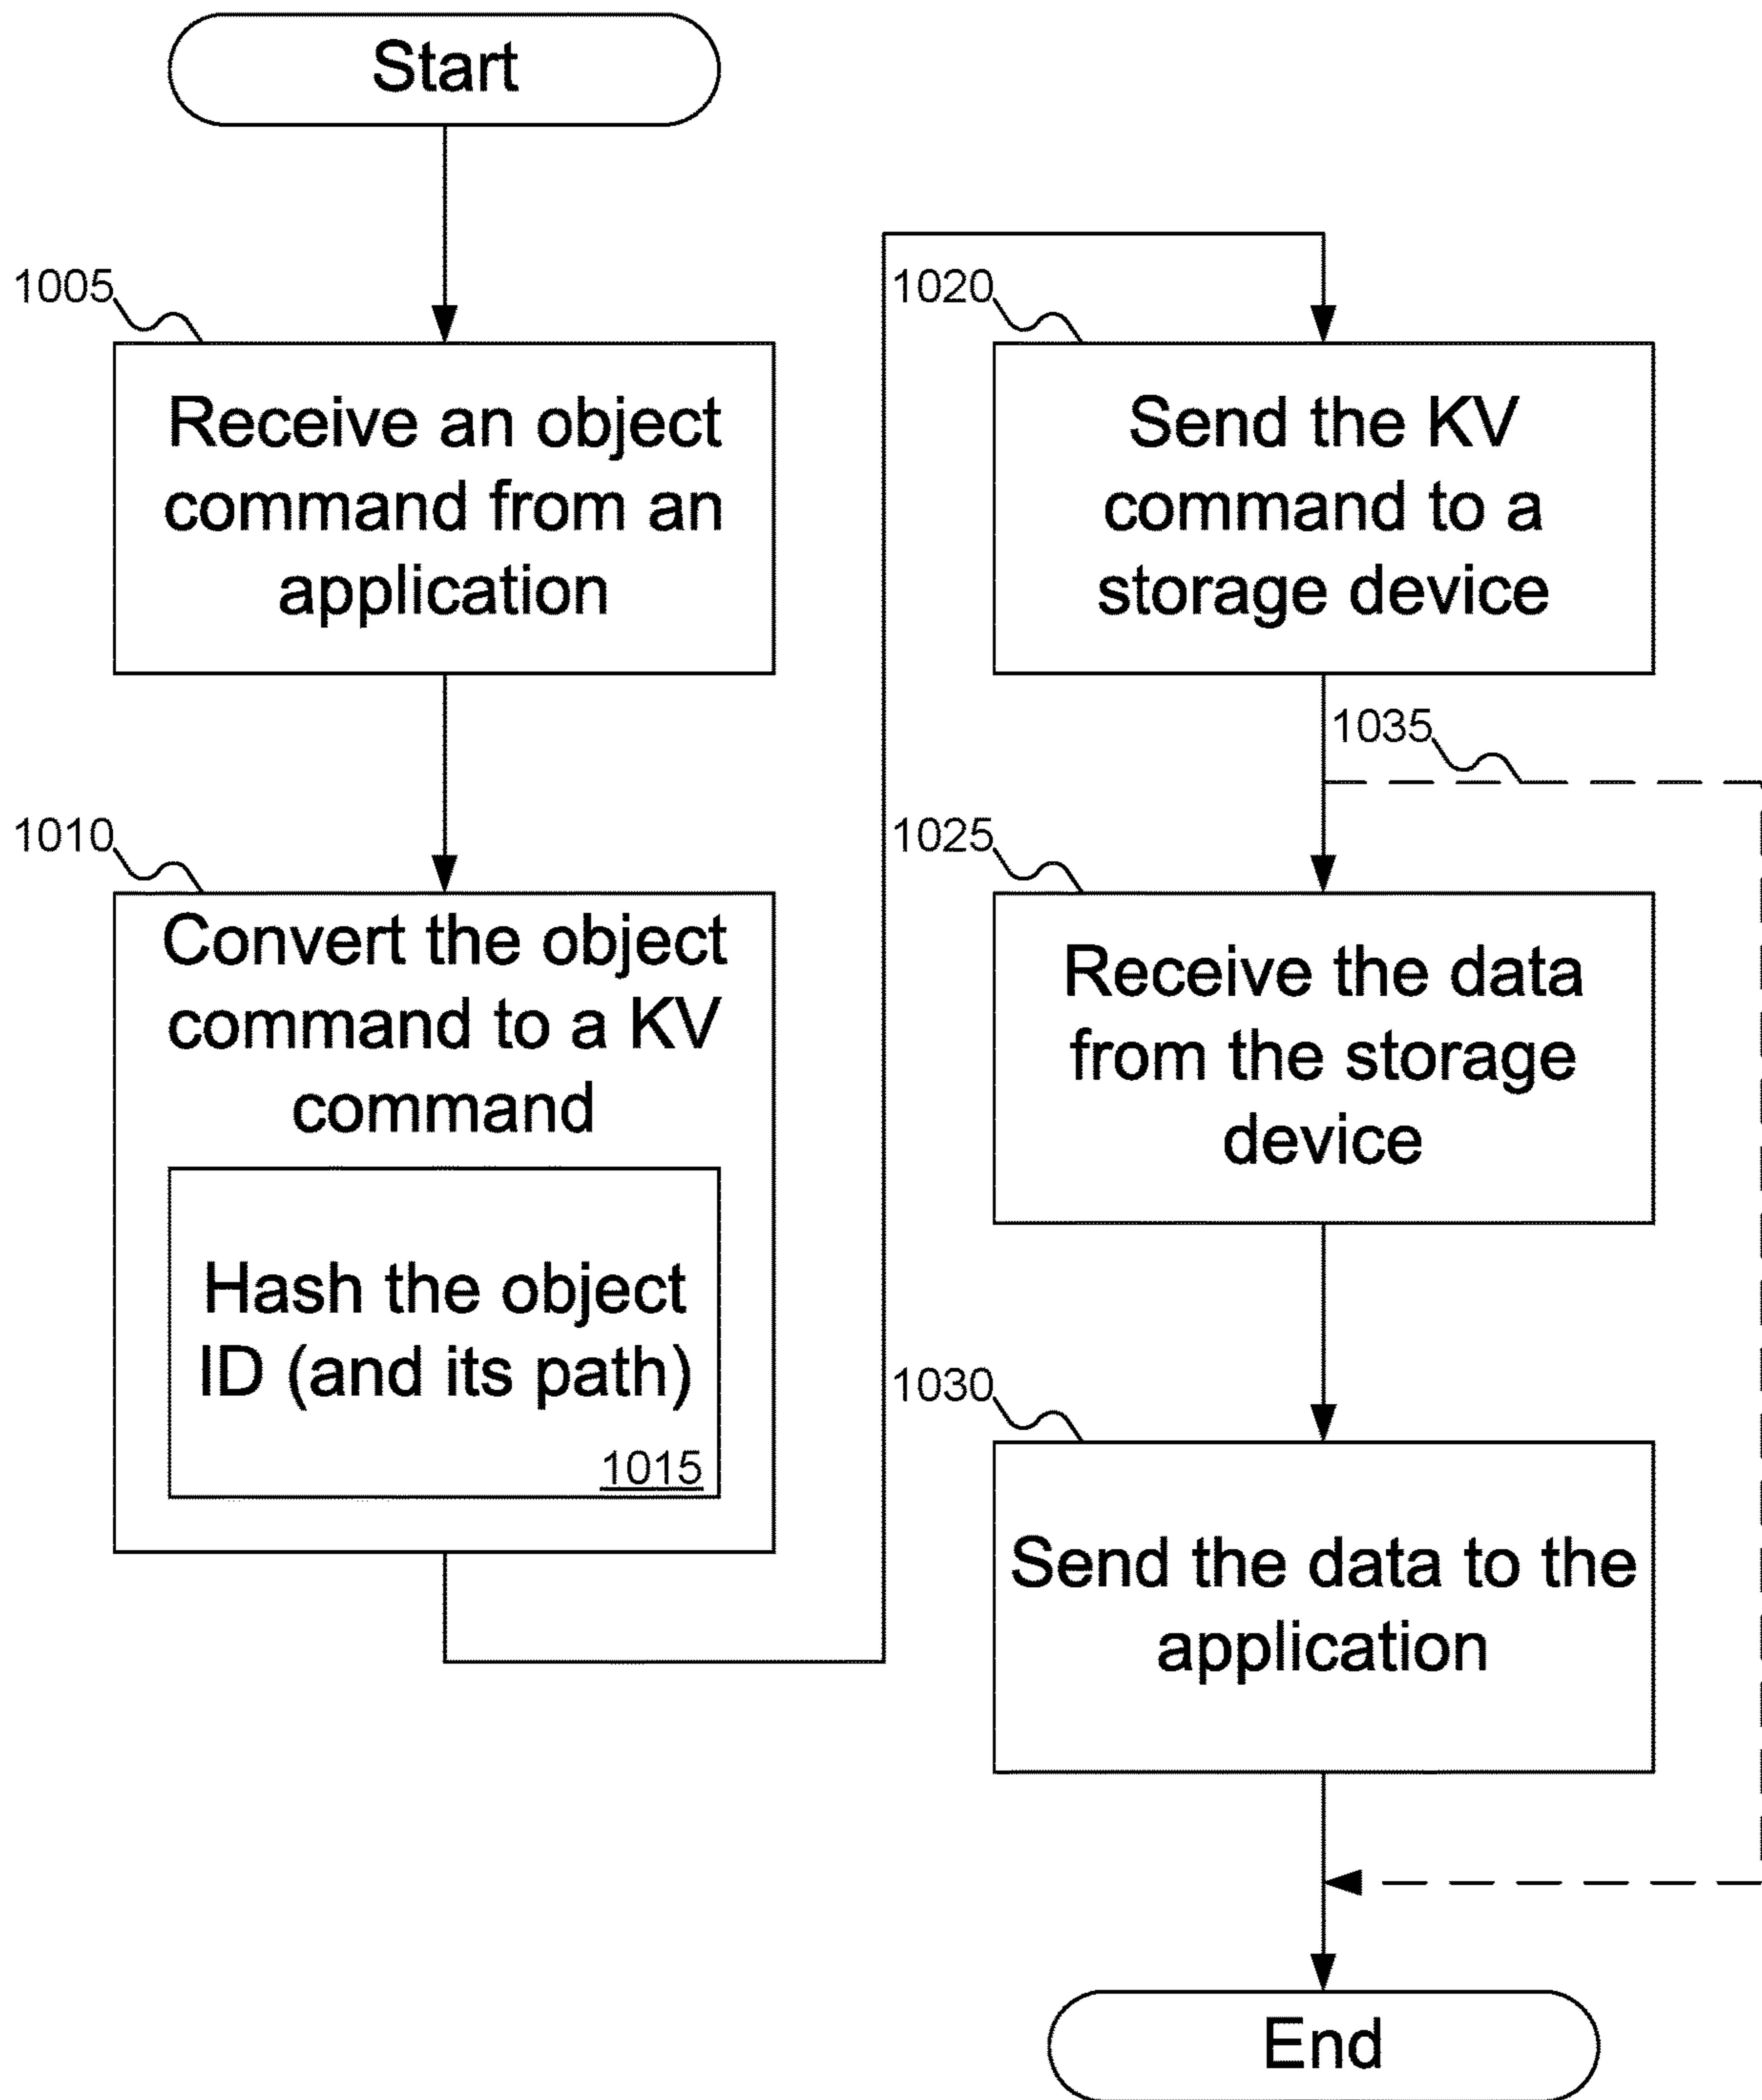 Start
1005
Receive an object
command from an
application
1010
Convert the object
command to a KV
command
Hash the object
ID (and its path)
1015
1020
Send the KV
command to a
storage device
1035
1025
Receive the data
from the storage
device
1030
Send the data to the
application
End